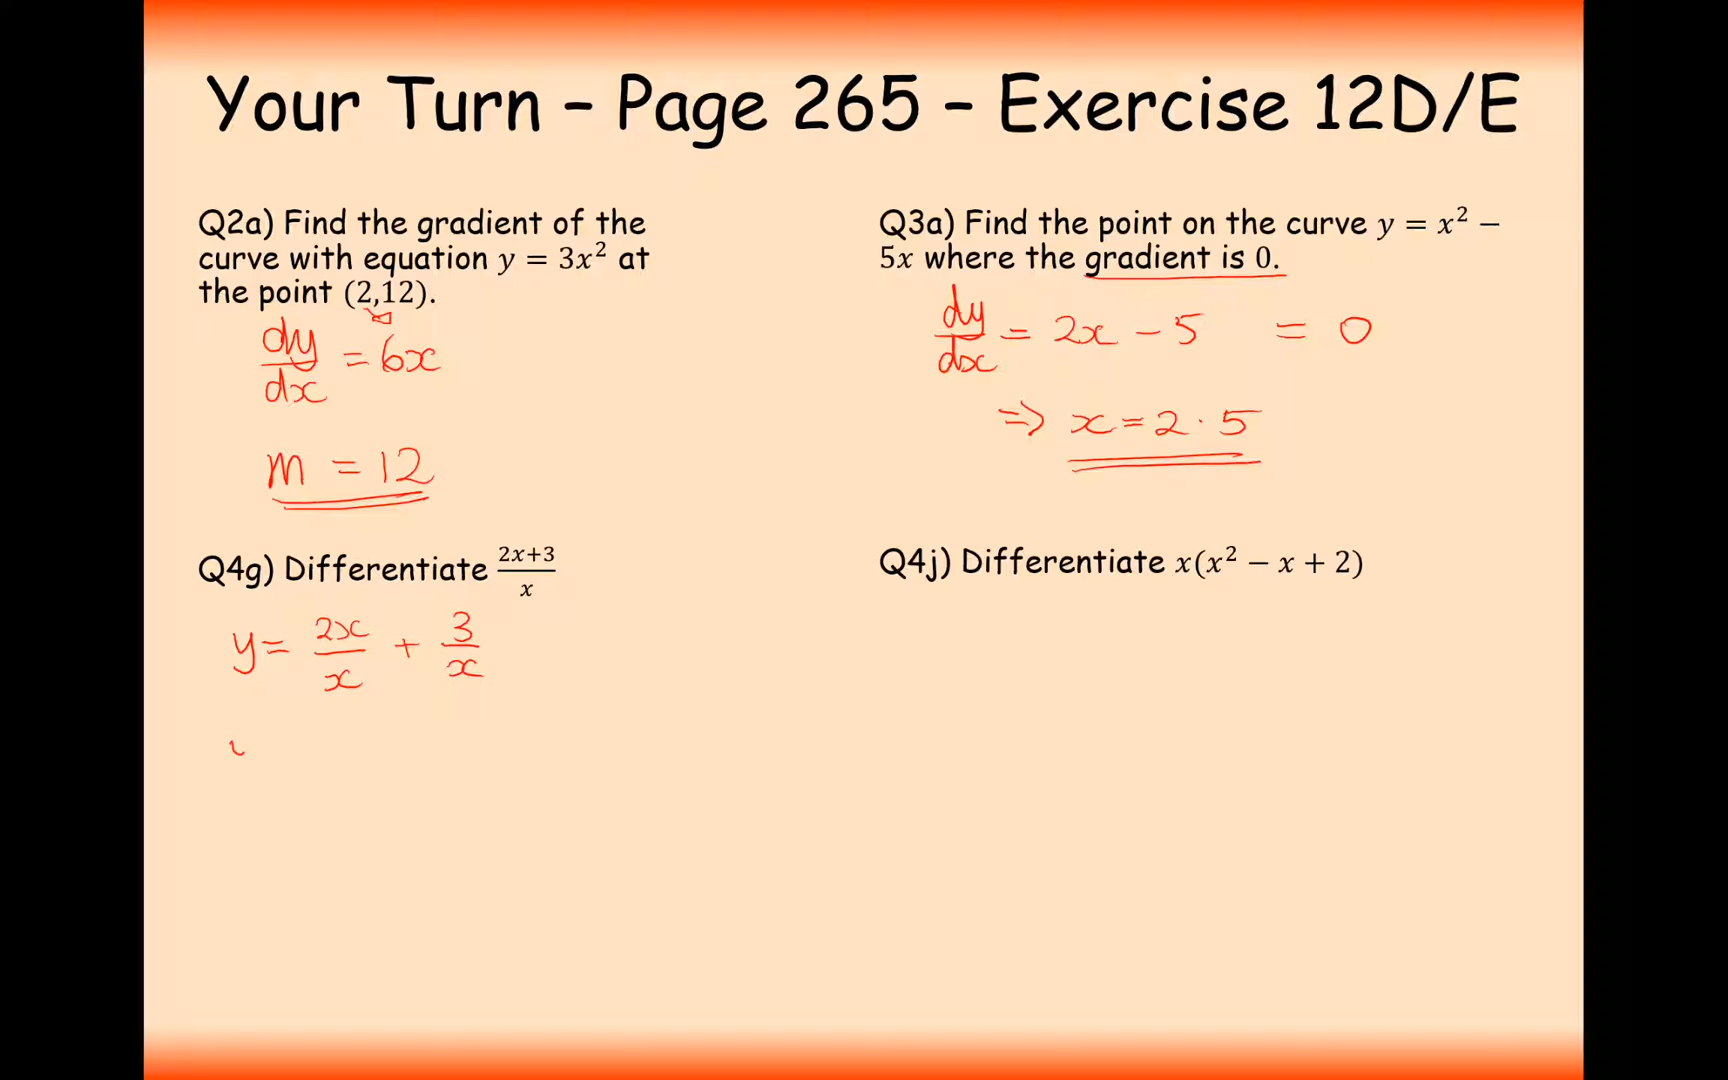 Your Turn – Page 265 – Exercise 12D/E
Q2a) Find the gradient of the
curve with equation y = 3x² at
the point (2,12).
dy/dx = 6x
m = 12
Q3a) Find the point on the curve y = x² −
5x where the gradient is 0.
dy/dx = 2x − 5 = 0
⇒ x = 2·5
Q4g) Differentiate (2x+3)/x
y = 2x/x + 3/x
Q4j) Differentiate x(x² − x + 2)